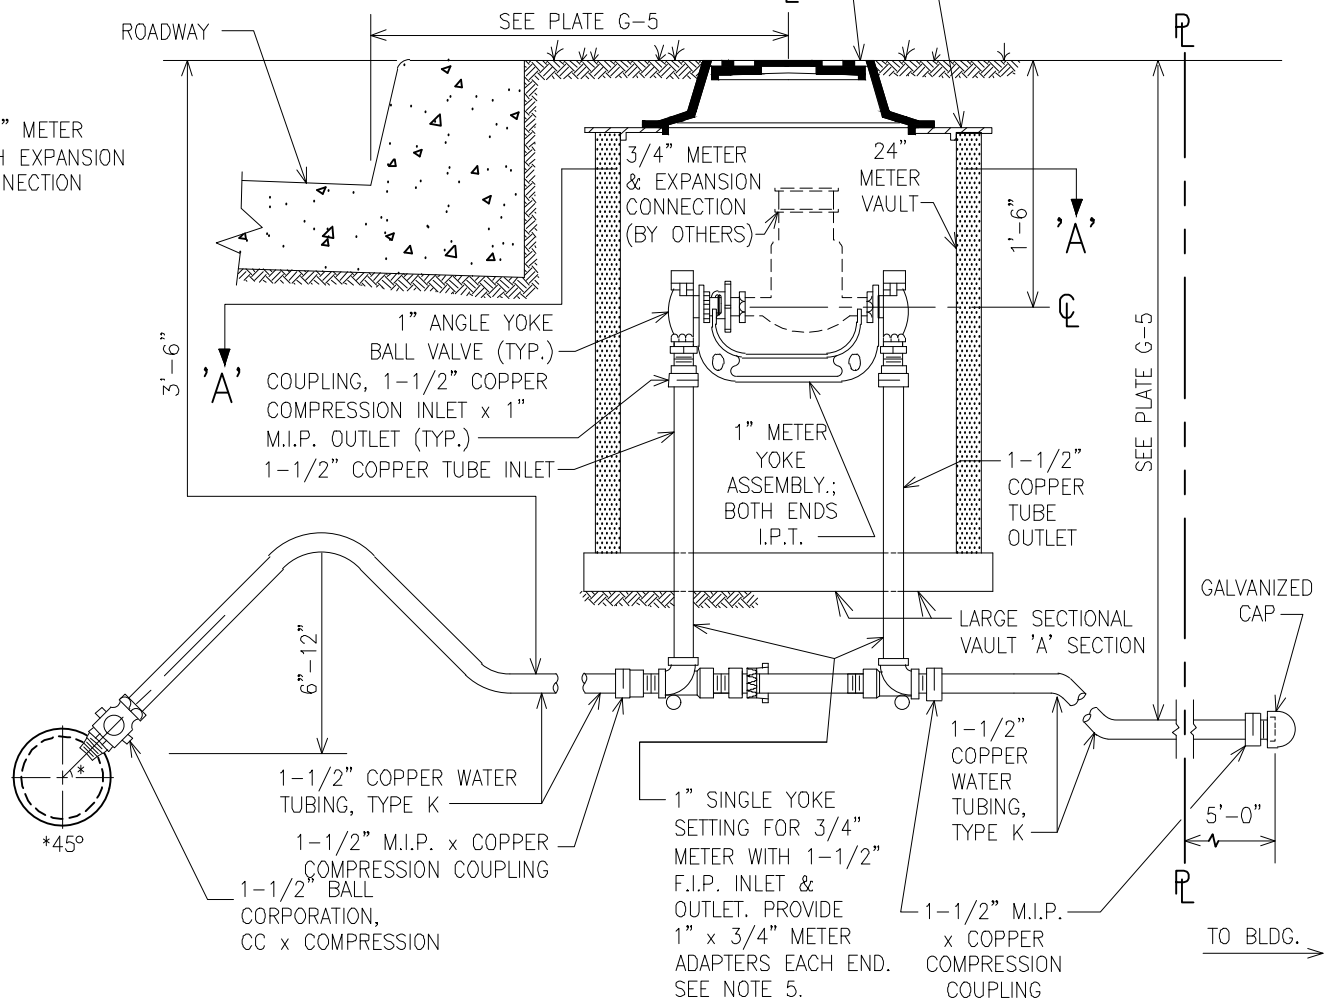 SEE PLATE G-5
ROADWAY
" METER
H EXPANSION
NECTION
3/4" METER
& EXPANSION
CONNECTION
(BY OTHERS)
24"
METER
VAULT
1'-6"
'A'
1" ANGLE YOKE
BALL VALVE (TYP.)
3'-6"
'A'
COUPLING, 1-1/2" COPPER
COMPRESSION INLET x 1"
M.I.P. OUTLET (TYP.)
1-1/2" COPPER TUBE INLET
1" METER
YOKE
ASSEMBLY.;
BOTH ENDS
I.P.T.
1-1/2"
COPPER
TUBE
OUTLET
SEE PLATE G-5
PL
CL
GALVANIZED
CAP
LARGE SECTIONAL
VAULT 'A' SECTION
6"-12"
*
*45°
1-1/2" COPPER WATER
TUBING, TYPE K
1-1/2" M.I.P. x COPPER
COMPRESSION COUPLING
1-1/2" BALL
CORPORATION,
CC x COMPRESSION
1" SINGLE YOKE
SETTING FOR 3/4"
METER WITH 1-1/2"
F.I.P. INLET &
OUTLET. PROVIDE
1" x 3/4" METER
ADAPTERS EACH END.
SEE NOTE 5.
1-1/2"
COPPER
WATER
TUBING,
TYPE K
1-1/2" M.I.P.
x COPPER
COMPRESSION
COUPLING
5'-0"
PL
TO BLDG.